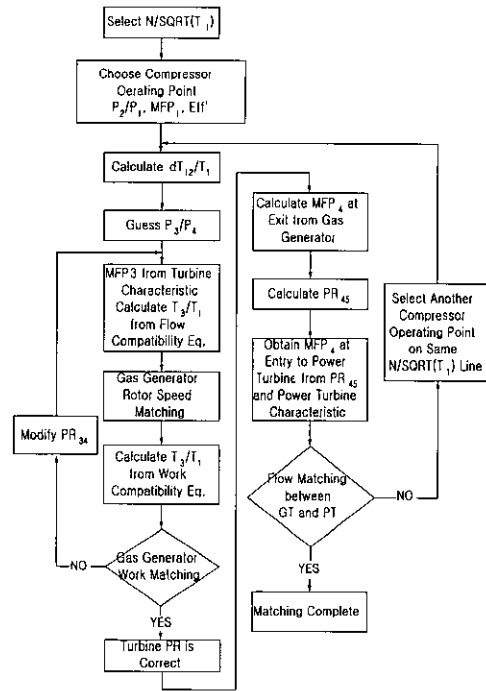 Select N/SQRT(T₁)
Choose Compressor
Oerating Point
P₂/P₁, MFP₁, Eff'
Calculate dT₁₂/T₁
Guess P₃/P₄
MFP3 from Turbine
Characteristic
Calculate T₃/T₁
from Flow
Compatibility Eq.
Gas Generator
Rotor Speed
Matching
Modify PR₃₄
Calculate T₃/T₁
from Work
Compatibility Eq.
NO
Gas Generator
Work Matching
YES
Turbine PR is
Correct
Calculate MFP₄ at
Exit from Gas
Generator
Calculate PR₄₅
Obtain MFP₄ at
Entry to Power
Turbine from PR₄₅
and Power Turbine
Characteristic
Flow Matching
between
GT and PT
NO
YES
Matching Complete
Select Another
Compressor
Operating Point
on Same
N/SQRT(T₁) Line